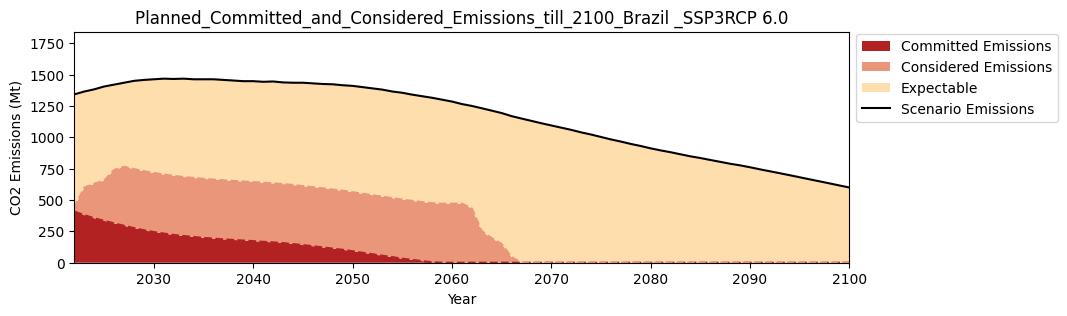 Planned_Committed_and_Considered_Emissions_till_2100_Brazil _SSP3RCP 6.0
CO2 Emissions (Mt)
1750
1500
1250
1000
750
500
250
0
2030 2040 2050 2060 2070 2080 2090 2100
Year
Committed Emissions
Considered Emissions
Expectable
Scenario Emissions